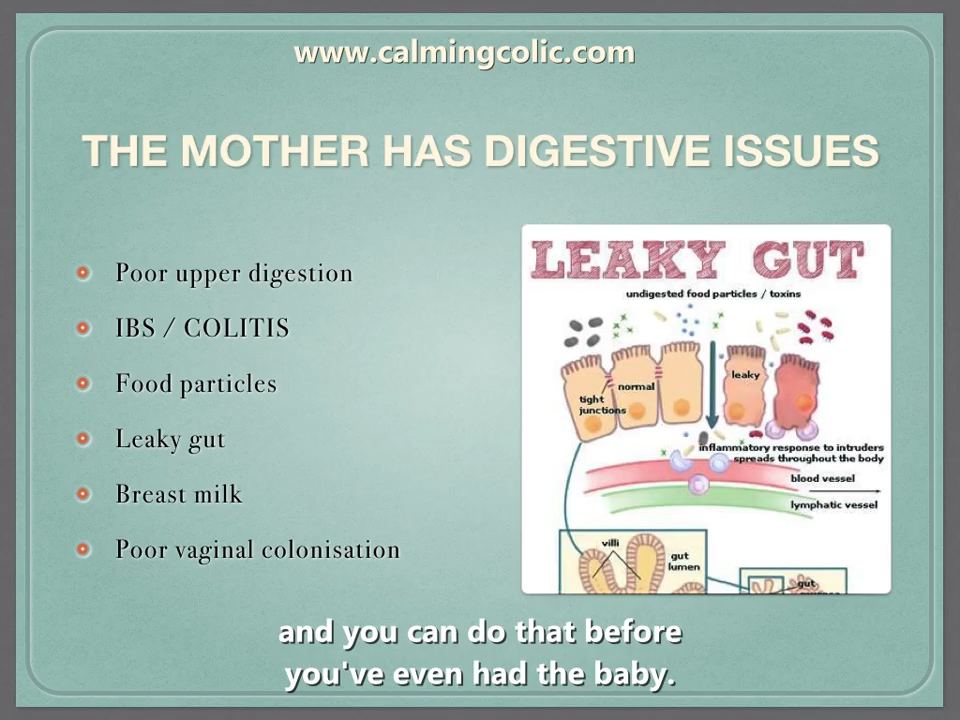 www.calmingcolic.com
THE MOTHER HAS DIGESTIVE ISSUES
Poor upper digestion
IBS / COLITIS
Food particles
Leaky gut
Breast milk
Poor vaginal colonisation
LEAKY GUT
undigested food particles / toxins
leaky
normal
tight
junctions
inflammatory response to intruders
spreads throughout the body
blood vessel
lymphatic vessel
villi
gut
lumen
gut
and you can do that before
you've even had the baby.